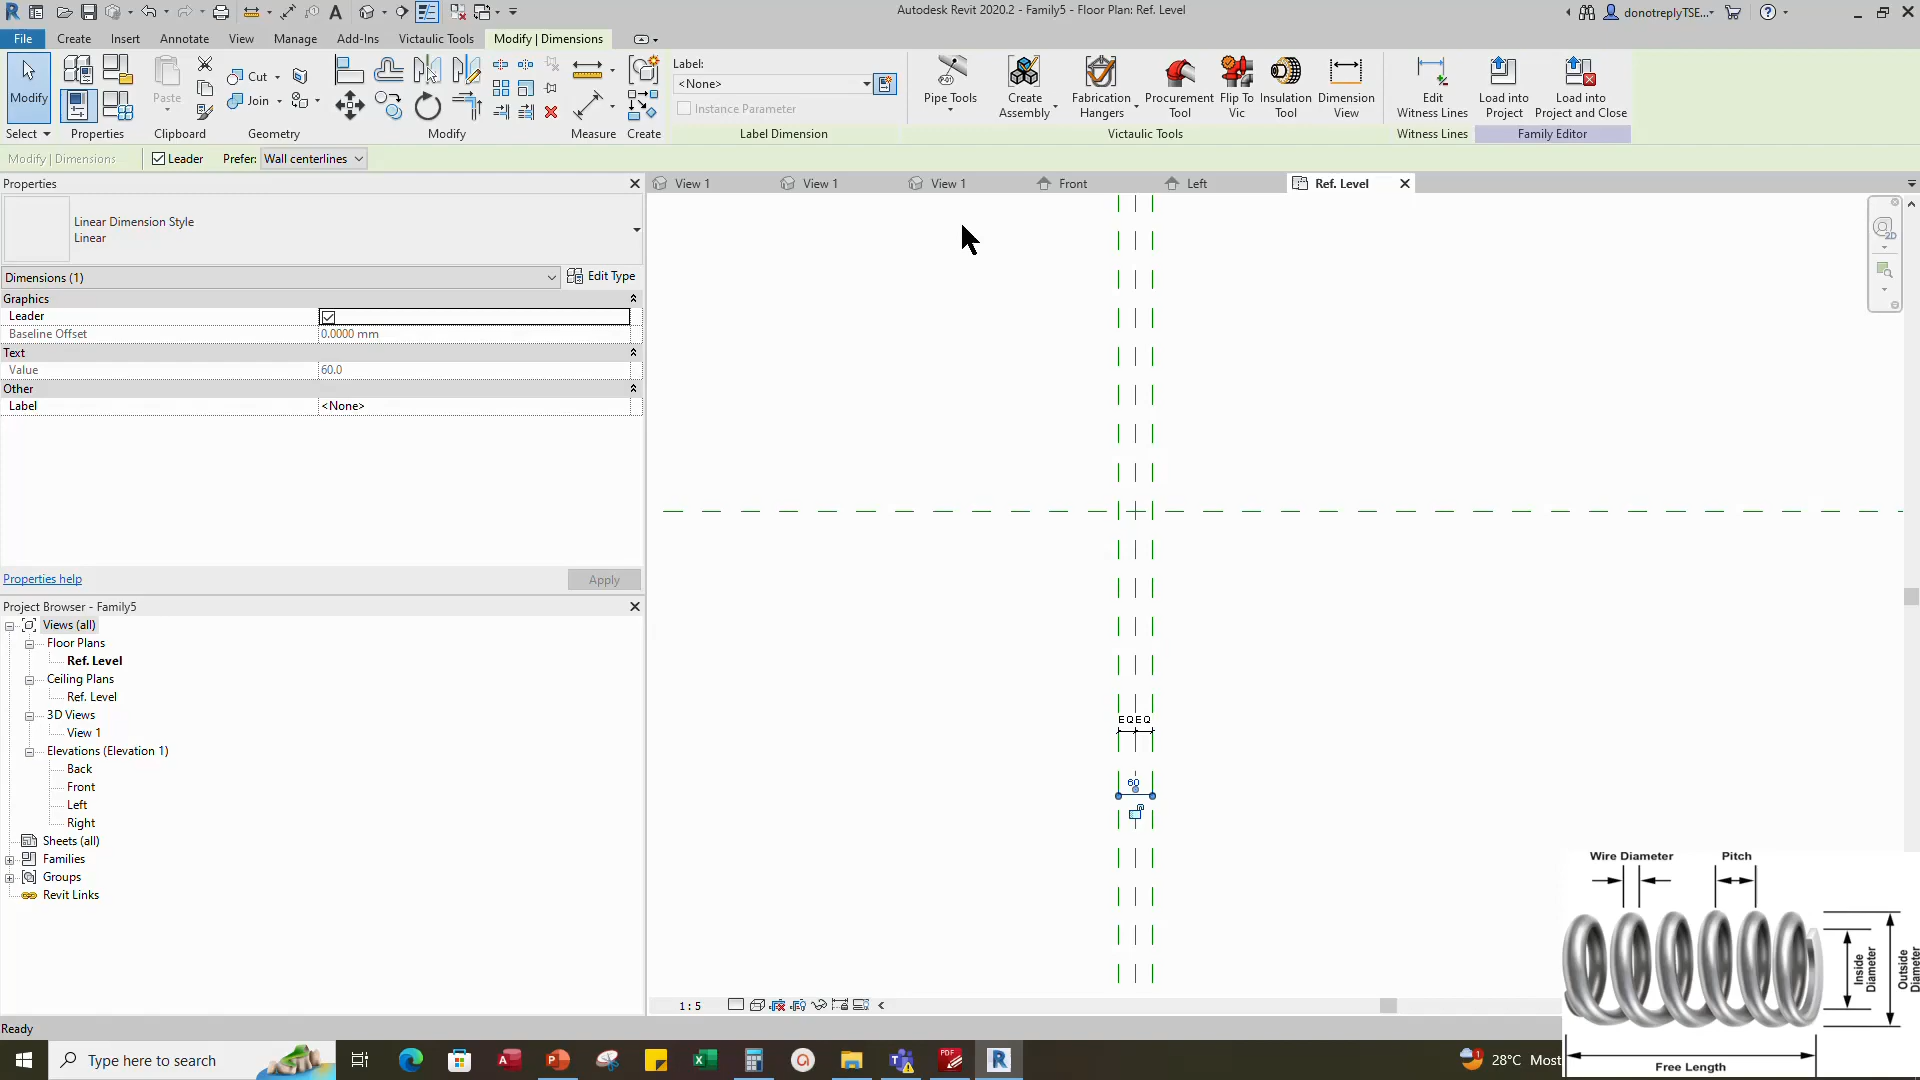 Autodesk Revit 2020.2 - Family5 - Floor Plan: Ref. Level
donotreplyTSE...
File Create Insert Annotate View Manage Add-Ins Victaulic Tools Modify | Dimensions
Modify
Paste
Cut
Join
Label:
<None>
Instance Parameter
Pipe Tools
Create Assembly
Fabrication Hangers
Procurement Tool
Flip To Vic
Insulation Tool
Dimension View
Edit Witness Lines
Load into Project
Load into Project and Close
Select Properties Clipboard Geometry Modify Measure Create Label Dimension Victaulic Tools Witness Lines Family Editor
Modify | Dimensions Leader Prefer: Wall centerlines
Properties
View 1 View 1 View 1 Front Left Ref. Level
2D
Linear Dimension Style
Linear
Dimensions (1) Edit Type
Graphics
Leader
Baseline Offset 0.0000 mm
Text
Value 60.0
Other
Label <None>
Properties help Apply
Project Browser - Family5
Views (all)
Floor Plans
Ref. Level
Ceiling Plans
Ref. Level
3D Views
View 1
Elevations (Elevation 1)
Back
Front
Left
Right
Sheets (all)
Families
Groups
Revit Links
EQ EQ
60
1 : 5
Ready
Wire Diameter Pitch
Inside Diameter
Outside Diameter
Free Length
Type here to search
28°C Most